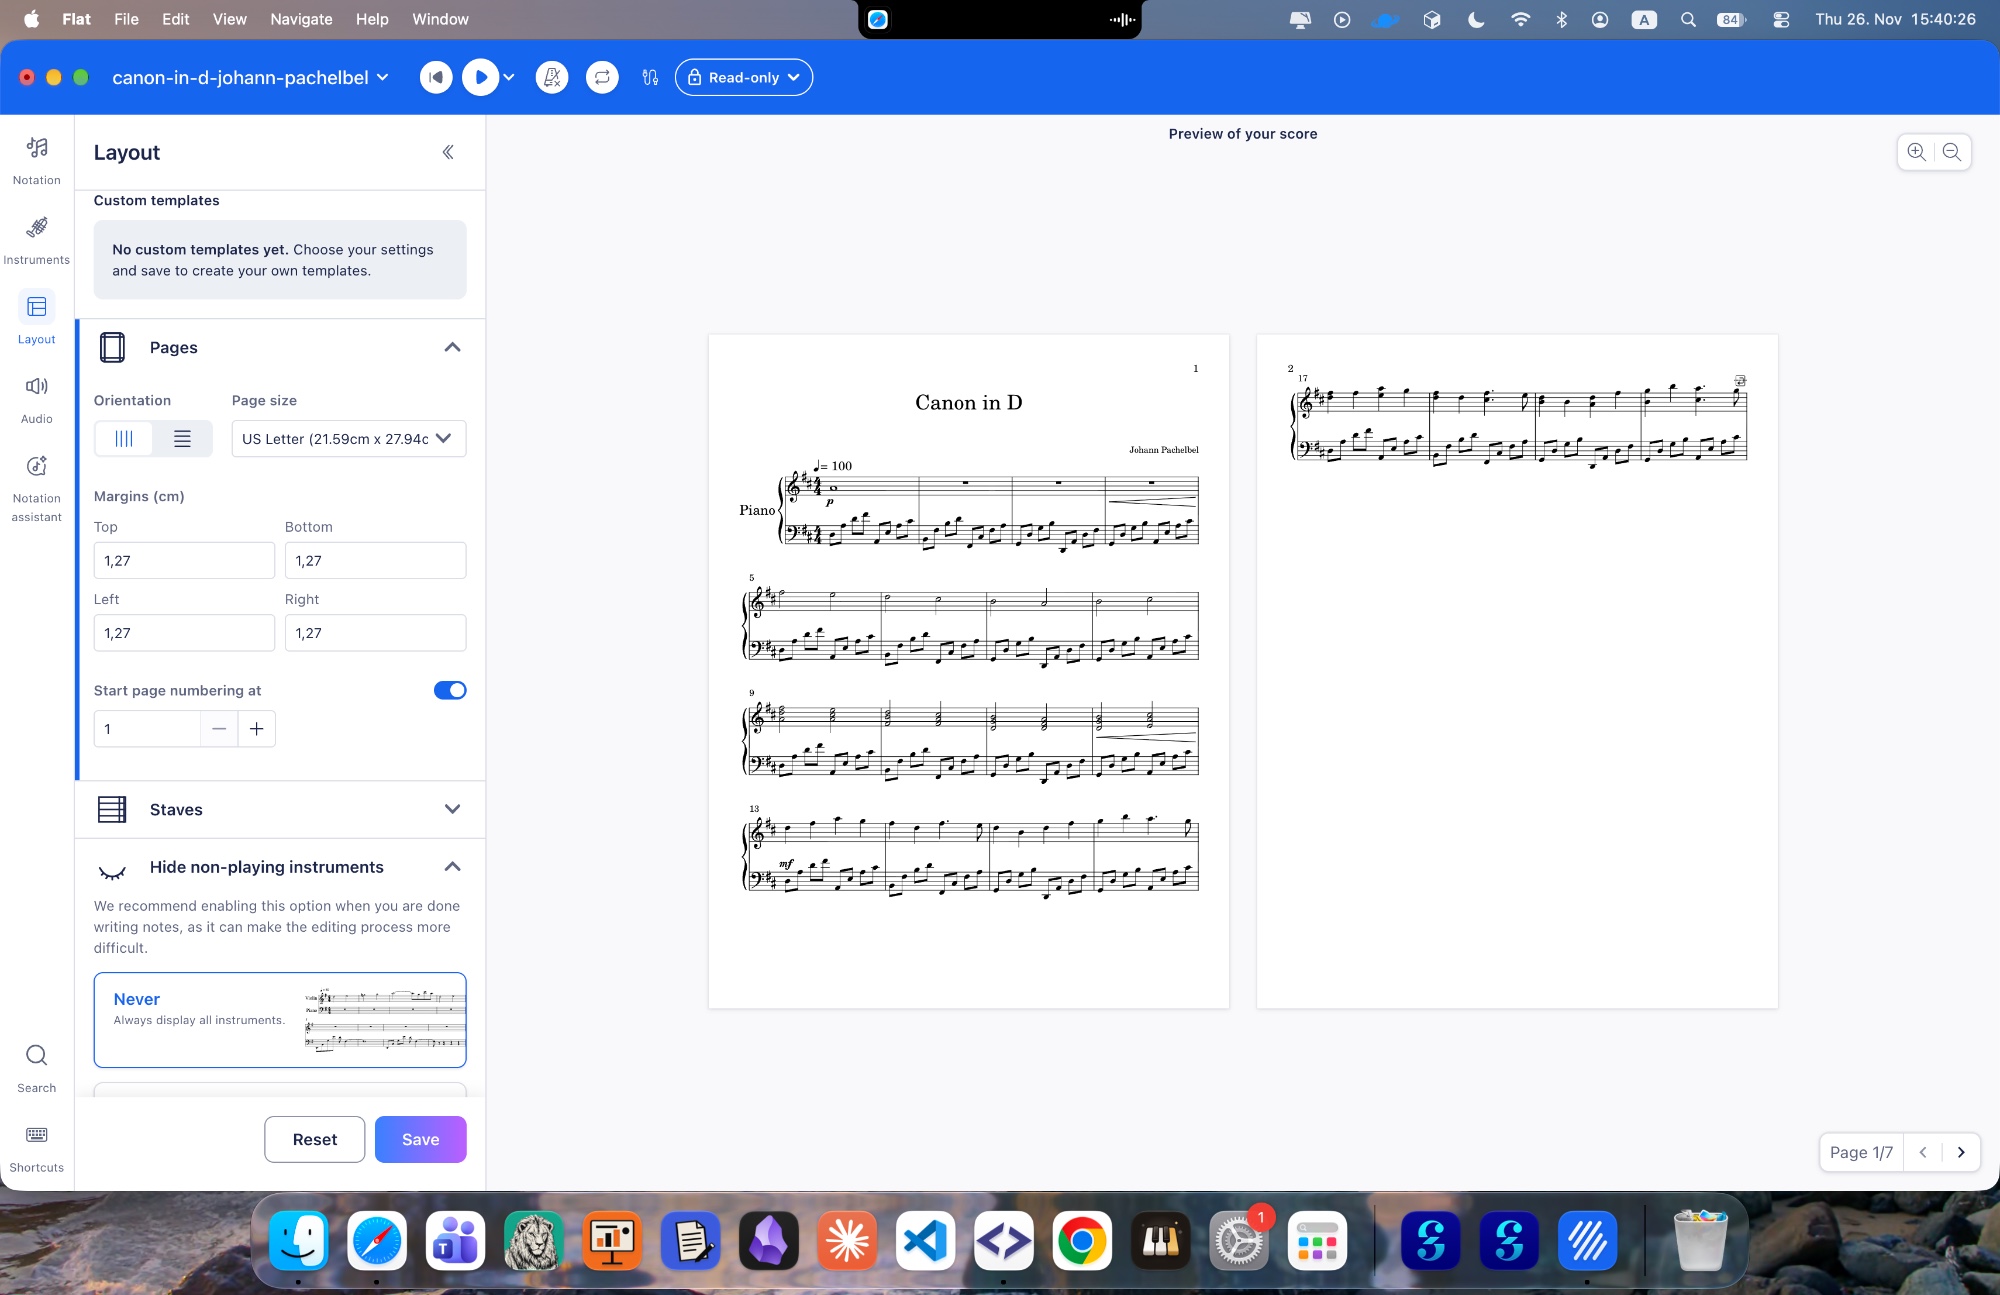 Flat File Edit View Navigate Help Window A 84 Thu 26. Nov 15:40:26
canon-in-d-johann-pachelbel Read-only
Notation
Instruments
Layout
Audio
Notation
assistant
Search
Shortcuts
Layout
Custom templates
No custom templates yet. Choose your settings
and save to create your own templates.
Pages
Orientation Page size
US Letter (21.59cm x 27.94c
Margins (cm)
Top Bottom
1,27 1,27
Left Right
1,27 1,27
Start page numbering at
1
Staves
Hide non-playing instruments
We recommend enabling this option when you are done
writing notes, as it can make the editing process more
difficult.
Never
Always display all instruments.
Violin
Piano
Reset Save
Preview of your score
1
Canon in D
Johann Pachelbel
= 100
Piano
p
5
9
13
mf
2
17
Page 1/7
T
1